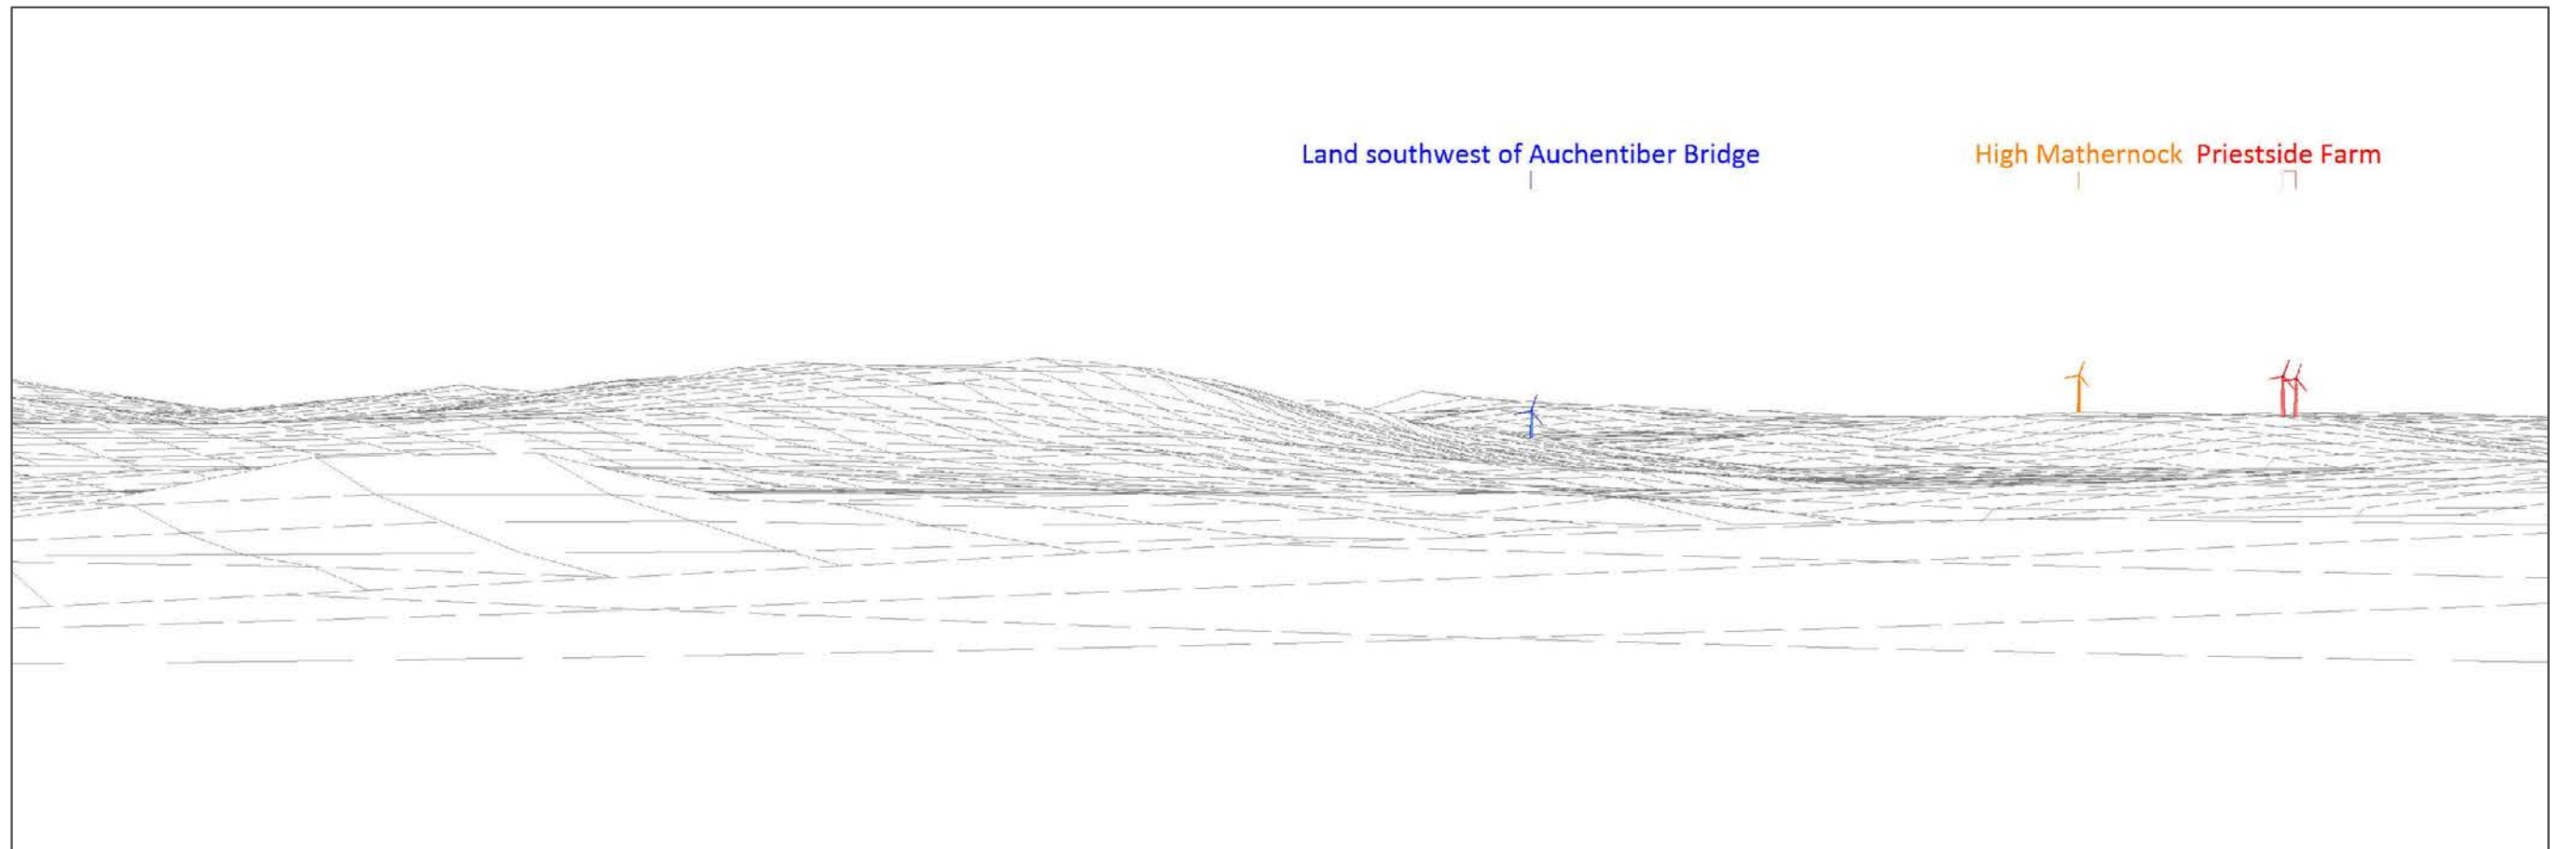 Land southwest of Auchentiber Bridge
High Mathernock
Priestside Farm